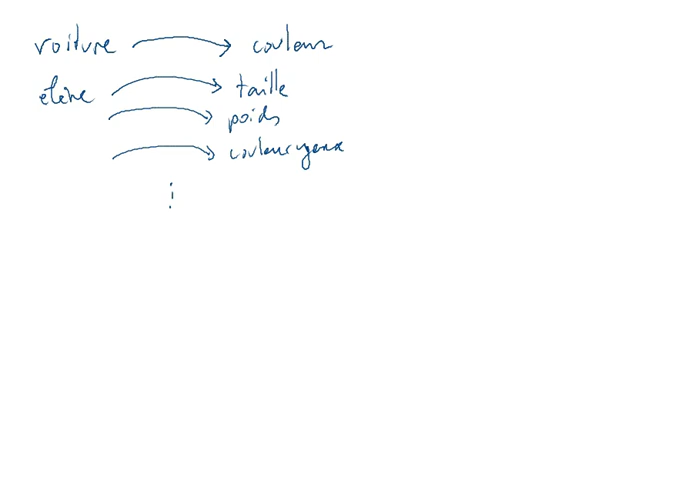 voiture → couleur
élève → taille
→ poids
→ couleur yeux
⋮